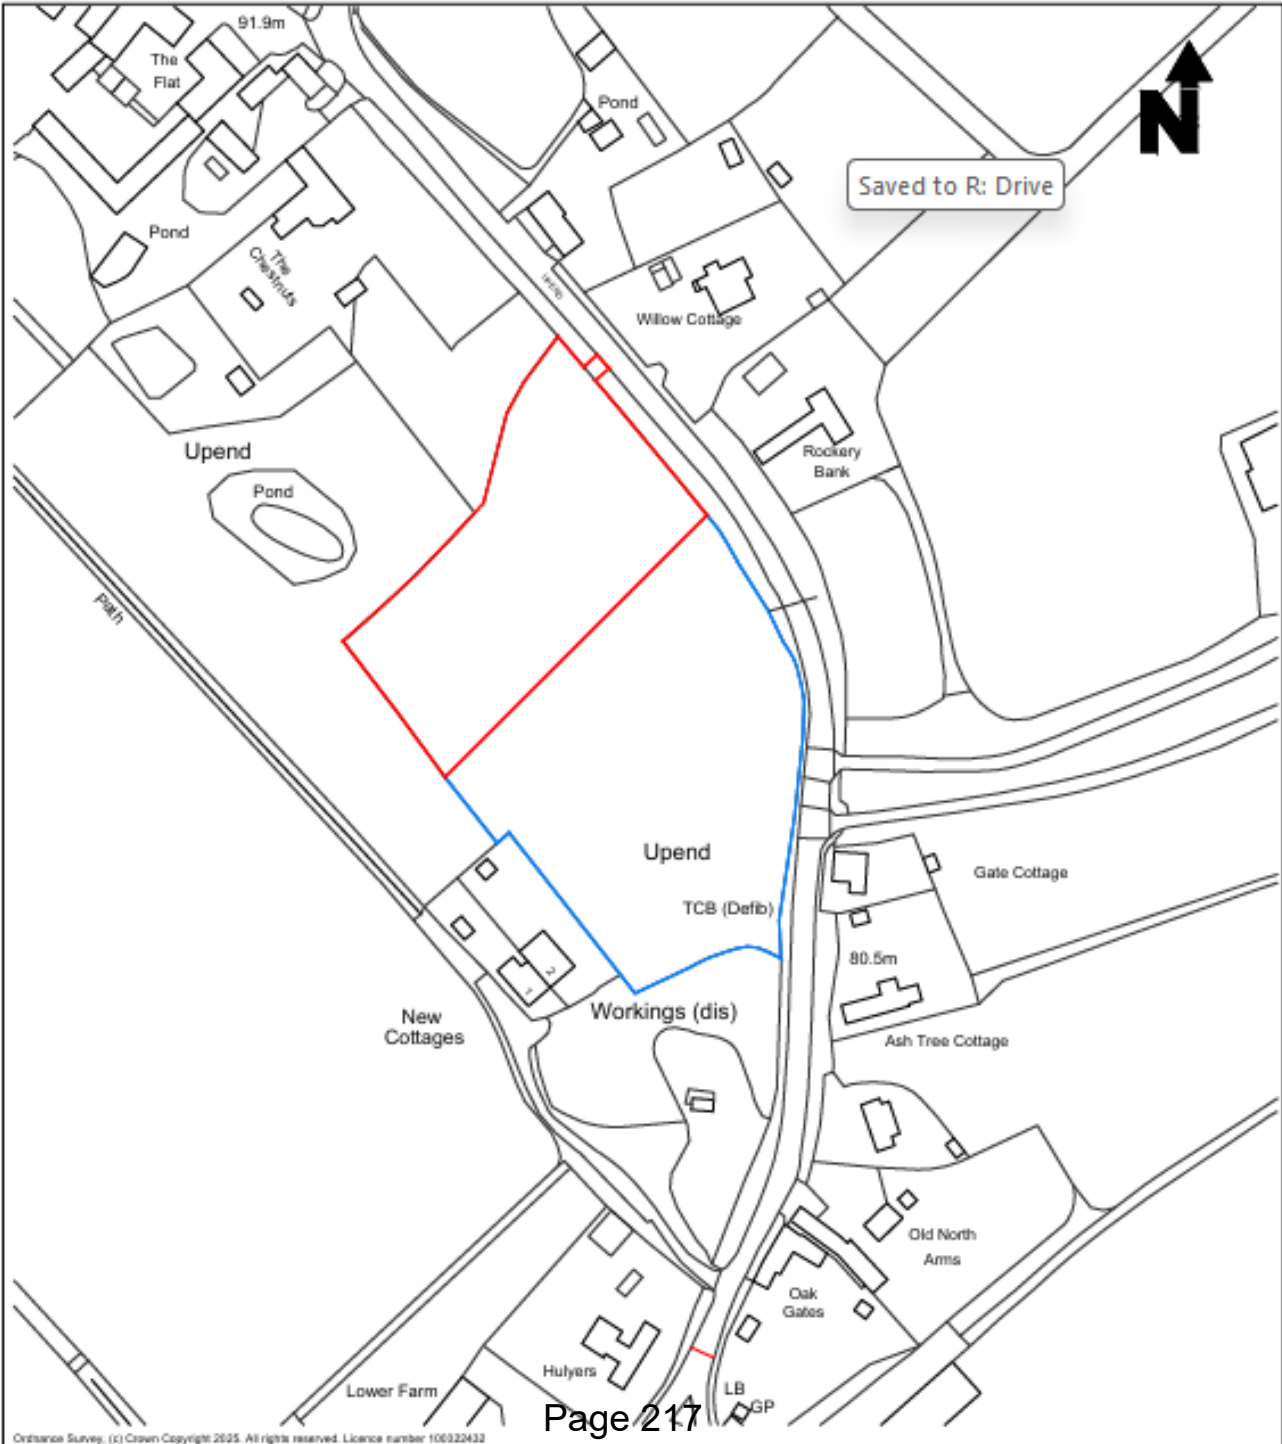 91.9m
The
Flat
Pond
N
Saved to R: Drive
Pond
The
Chestnuts
Willow Cottage
Upend
Rockery
Bank
Pond
Path
Upend
Gate Cottage
TCB (Defib)
80.5m
2
1
New
Cottages
Workings (dis)
Ash Tree Cottage
Old North
Arms
Oak
Gates
Hulyers
Lower Farm
LB
GP
Page 217
Ordnance Survey, (c) Crown Copyright 2025. All rights reserved. Licence number 100022432